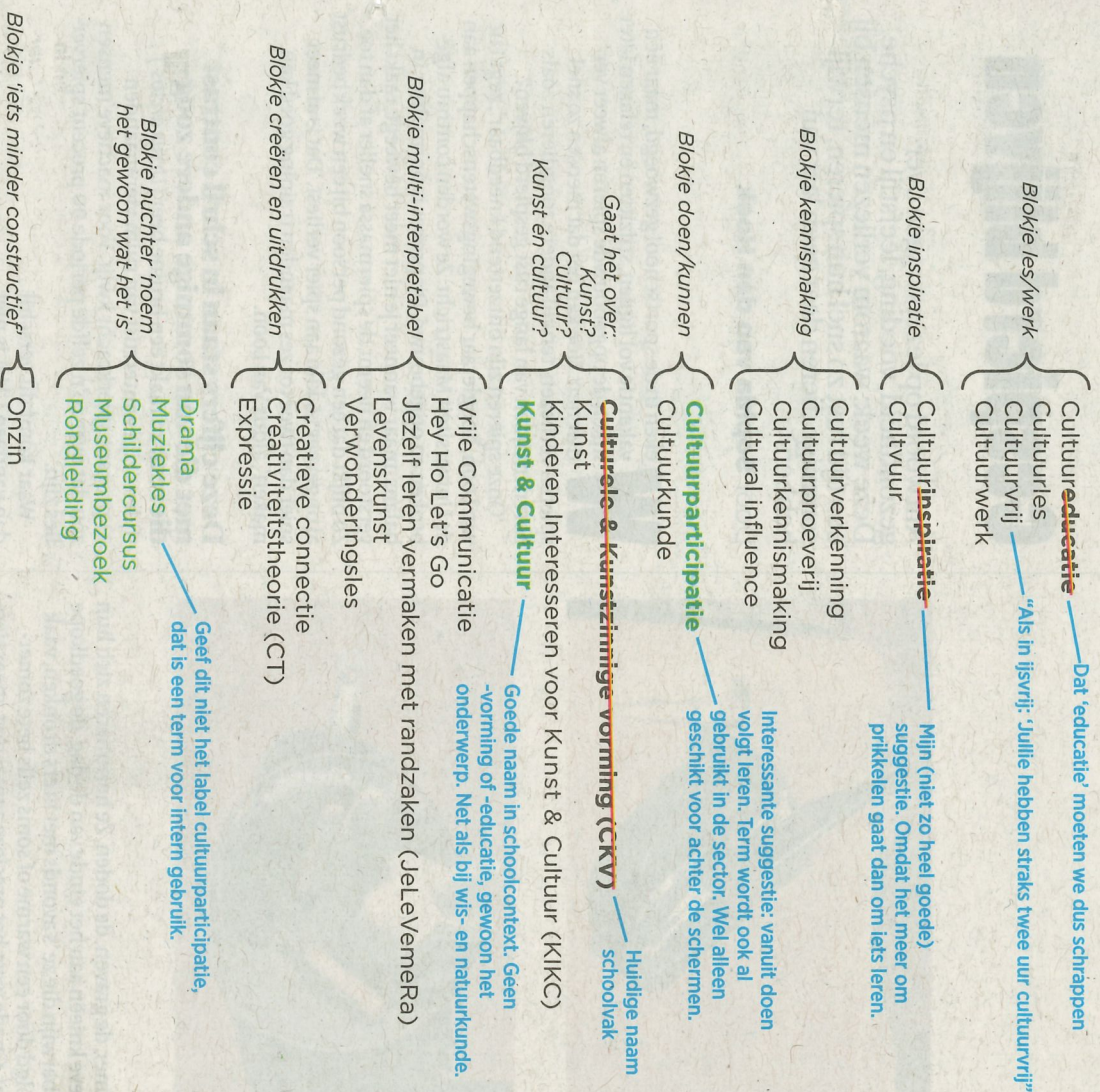 Blokje les/werk
Cultuureducatie
Cultuurles
Cultuurvrij
Cultuurwerk
Dat ‘educatie’ moeten we dus schrappen
“Als in ijsvrij: ‘Jullie hebben straks twee uur cultuurvrij’”
Blokje inspiratie
Cultuurinspiratie
Cultvuur
Mijn (niet zo heel goede)
suggestie. Omdat het meer om
prikkelen gaat dan om iets leren.
Blokje kennismaking
Cultuurverkenning
Cultuurproeverij
Cultuurkennismaking
Cultural influence
Blokje doen/kunnen
Cultuurparticipatie
Cultuurkunde
Interessante suggestie: vanuit doen
volgt leren. Term wordt ook al
gebruikt in de sector. Wel alleen
geschikt voor achter de schermen.
Gaat het over:
Kunst?
Cultuur?
Kunst én cultuur?
Culturele & Kunstzinnige vorming (CKV)
Kunst
Kinderen Interesseren voor Kunst & Cultuur (KIKC)
Kunst & Cultuur
Huidige naam
schoolvak
Goede naam in schoolcontext. Géen
-vorming of -educatie, gewoon het
onderwerp. Net als bij wis- en natuurkunde.
Blokje multi-interpretabel
Vrije Communicatie
Hey Ho Let's Go
Jezelf leren vermaken met randzaken (JeLeVemeRa)
Levenskunst
Verwonderingsles
Blokje creëren en uitdrukken
Creatieve connectie
Creativiteitstheorie (CT)
Expressie
Blokje nuchter ‘noem
het gewoon wat het is’
Drama
Muziekles
Schildercursus
Museumbezoek
Rondleiding
Geef dit niet het label cultuurparticipatie,
dat is een term voor intern gebruik.
Blokje ‘iets minder constructief’
Onzin